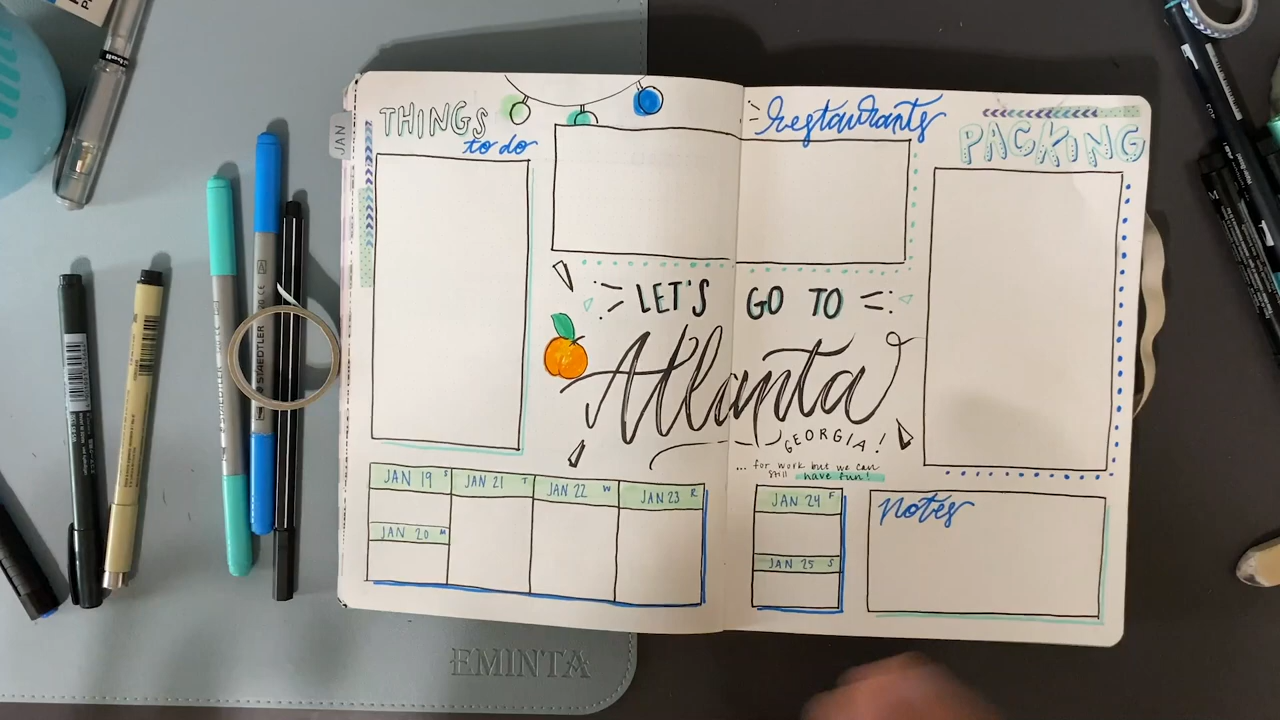 JAN
THINGS
to do
Restaurants
PACKING
LET'S GO TO
Atlanta
GEORGIA!
... for work but we can
still have fun!
JAN 19 S
JAN 20 M
JAN 21 T
JAN 22 W
JAN 23 R
JAN 24 F
JAN 25 S
notes
STAEDTLER
EMINTA